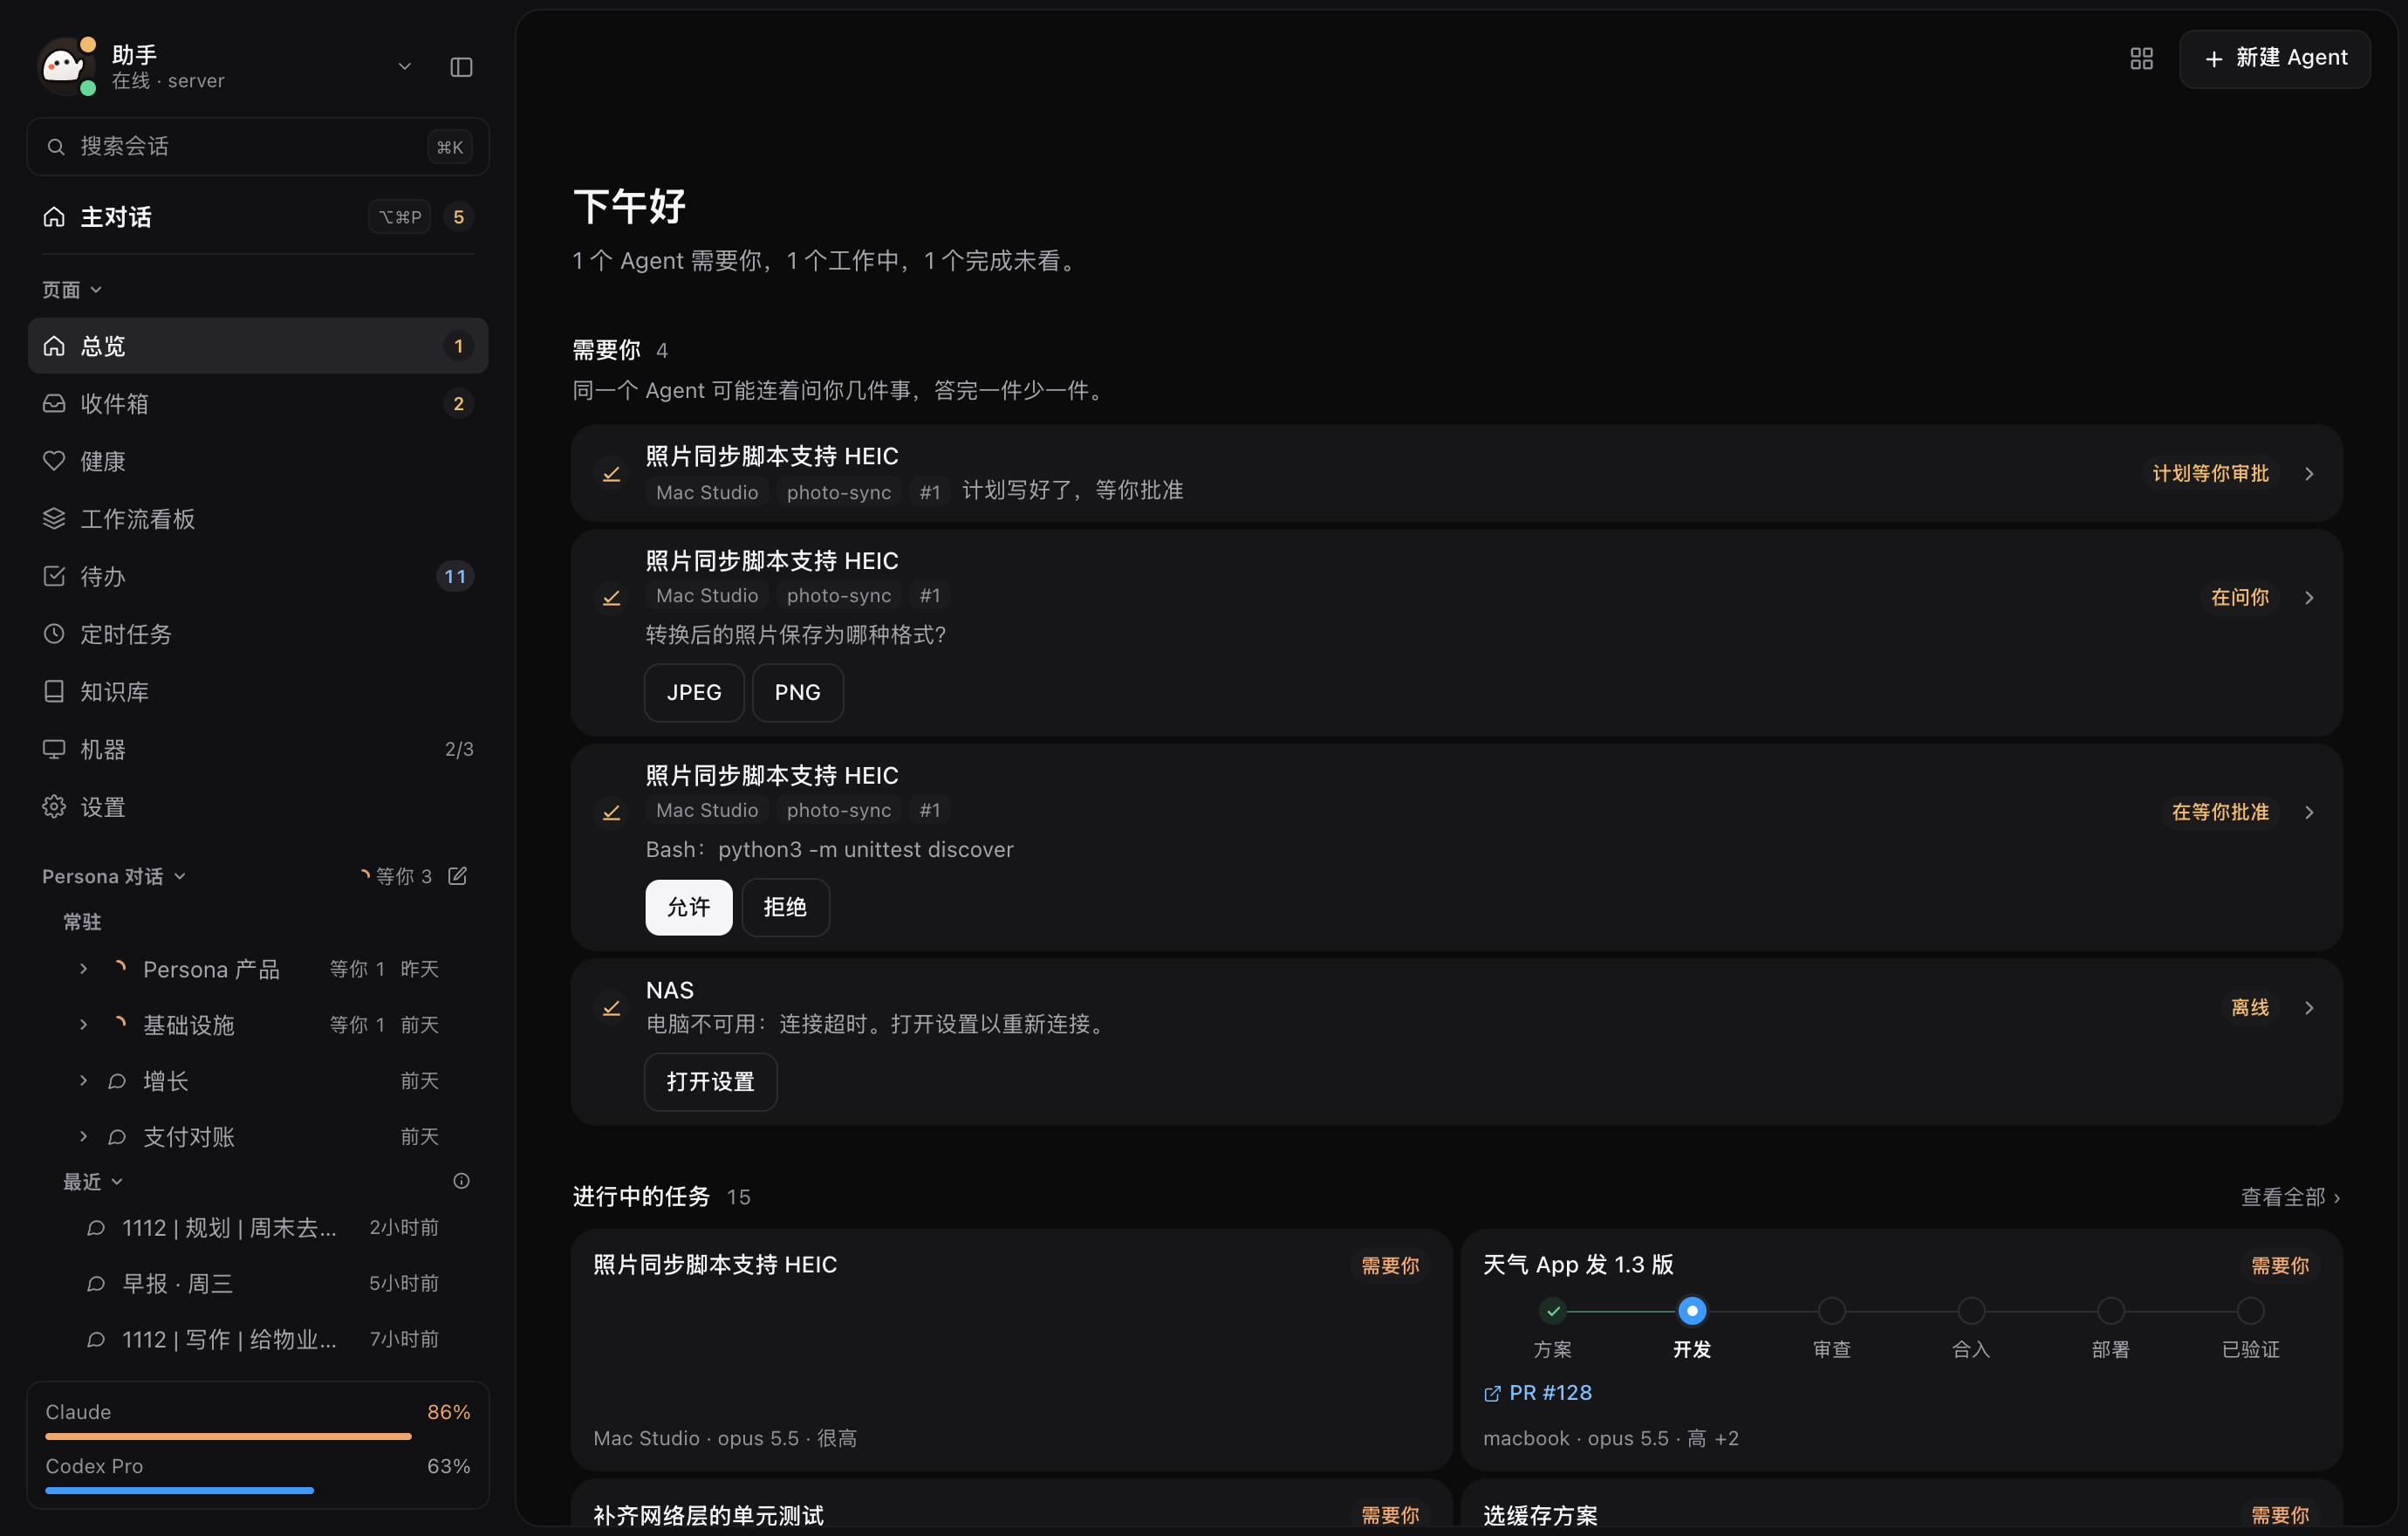 助手
在线 · server
搜索会话 ⌘K
主对话 ⌥⌘P 5
页面
总览 1
收件箱 2
健康
工作流看板
待办 11
定时任务
知识库
机器 2/3
设置
Persona 对话 等你 3
常驻
Persona 产品 等你 1 昨天
基础设施 等你 1 前天
增长 前天
支付对账 前天
最近
1112 | 规划 | 周末去... 2小时前
早报 · 周三 5小时前
1112 | 写作 | 给物业... 7小时前
Claude 86%
Codex Pro 63%
+ 新建 Agent
下午好
1 个 Agent 需要你，1 个工作中，1 个完成未看。
需要你 4
同一个 Agent 可能连着问你几件事，答完一件少一件。
照片同步脚本支持 HEIC
Mac Studio photo-sync #1 计划写好了，等你批准
计划等你审批
照片同步脚本支持 HEIC
Mac Studio photo-sync #1
在问你
转换后的照片保存为哪种格式？
JPEG PNG
照片同步脚本支持 HEIC
Mac Studio photo-sync #1
在等你批准
Bash：python3 -m unittest discover
允许 拒绝
NAS
电脑不可用：连接超时。打开设置以重新连接。
离线
打开设置
进行中的任务 15 查看全部 ›
照片同步脚本支持 HEIC 需要你
Mac Studio · opus 5.5 · 很高
天气 App 发 1.3 版 需要你
方案 开发 审查 合入 部署 已验证
PR #128
macbook · opus 5.5 · 高 +2
补齐网络层的单元测试 需要你
选缓存方案 需要你